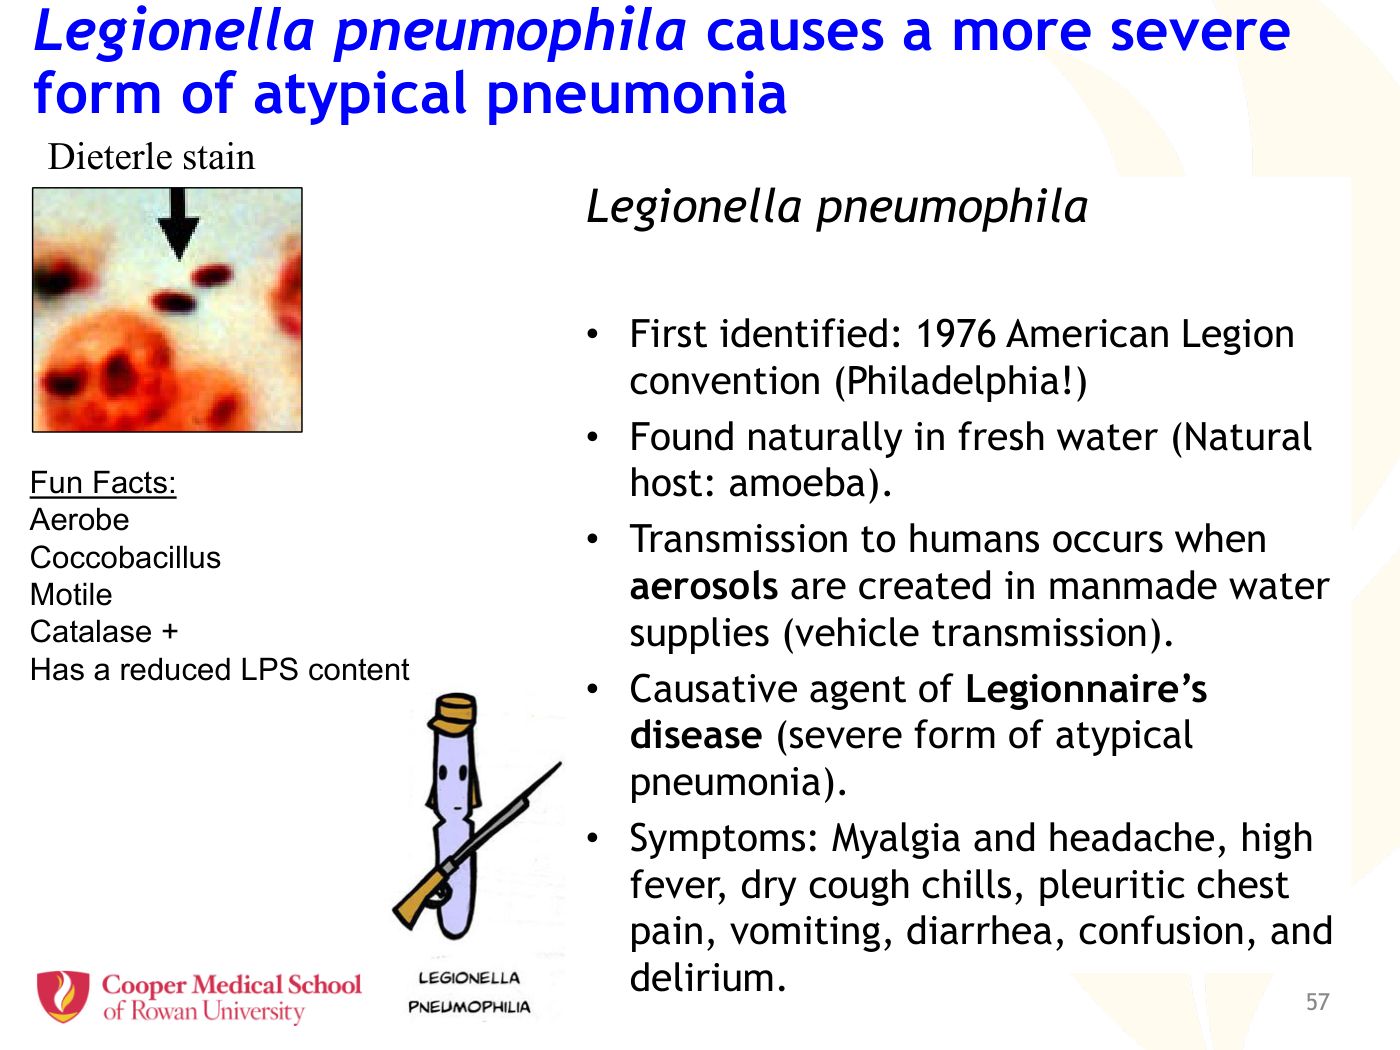 Legionella pneumophila causes a more severe
form of atypical pneumonia
Dieterle stain
Fun Facts:
Aerobe
Coccobacillus
Motile
Catalase +
Has a reduced LPS content
LEGIONELLA
PNEUMOPHILIA
Legionella pneumophila
• First identified: 1976 American Legion
convention (Philadelphia!)
• Found naturally in fresh water (Natural
host: amoeba).
• Transmission to humans occurs when
aerosols are created in manmade water
supplies (vehicle transmission).
• Causative agent of Legionnaire’s
disease (severe form of atypical
pneumonia).
• Symptoms: Myalgia and headache, high
fever, dry cough chills, pleuritic chest
pain, vomiting, diarrhea, confusion, and
delirium.
Cooper Medical School
of Rowan University
57